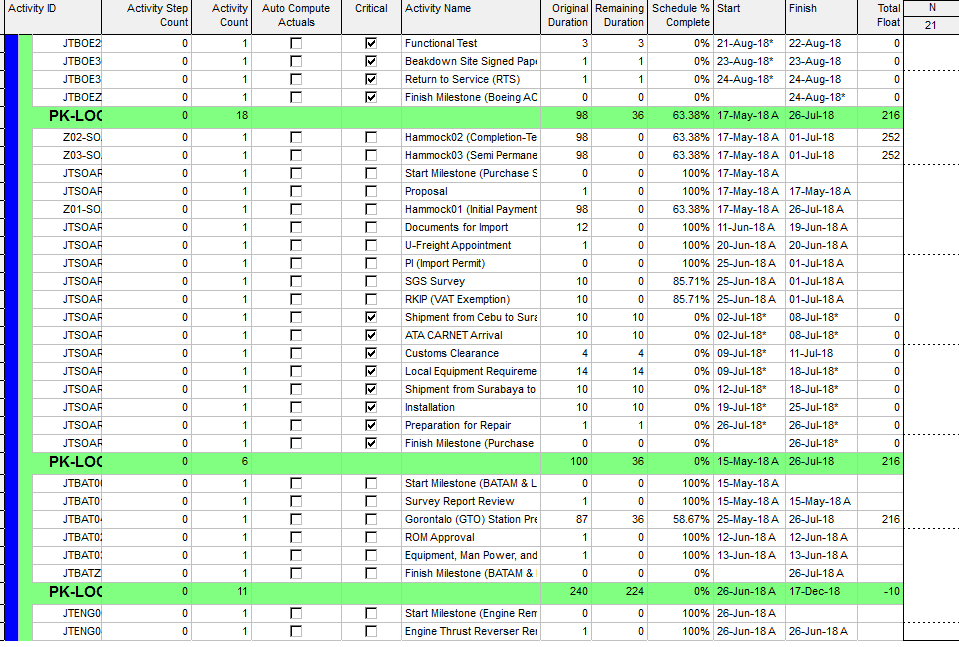 Activity ID Activity Step Count Activity Count Auto Compute Actuals Critical Activity Name Original Duration Remaining Duration Schedule % Complete Start Finish Total Float N 21
JTBOE2 0 1 Functional Test 3 3 0% 21-Aug-18* 22-Aug-18 0
JTBOE3 0 1 Beakdown Site Signed Pape 1 1 0% 23-Aug-18* 23-Aug-18 0
JTBOE3 0 1 Return to Service (RTS) 1 1 0% 24-Aug-18* 24-Aug-18 0
JTBOEZ 0 1 Finish Milestone (Boeing AO 0 0 0% 24-Aug-18* 0
PK-LOC 0 18 98 36 63.38% 17-May-18 A 26-Jul-18 216
Z02-SO 0 1 Hammock02 (Completion-Te 98 0 63.38% 17-May-18 A 01-Jul-18 252
Z03-SO 0 1 Hammock03 (Semi Permane 98 0 63.38% 17-May-18 A 01-Jul-18 252
JTSOAR 0 1 Start Milestone (Purchase S 0 0 100% 17-May-18 A
JTSOAR 0 1 Proposal 1 0 100% 17-May-18 A 17-May-18 A
Z01-SO 0 1 Hammock01 (Initial Payment 98 0 63.38% 17-May-18 A 26-Jul-18 A
JTSOAR 0 1 Documents for Import 12 0 100% 11-Jun-18 A 19-Jun-18 A
JTSOAR 0 1 U-Freight Appointment 1 0 100% 20-Jun-18 A 20-Jun-18 A
JTSOAR 0 1 PI (Import Permit) 0 0 100% 25-Jun-18 A 01-Jul-18 A
JTSOAR 0 1 SGS Survey 10 0 85.71% 25-Jun-18 A 01-Jul-18 A
JTSOAR 0 1 RKIP (VAT Exemption) 10 0 85.71% 25-Jun-18 A 01-Jul-18 A
JTSOAR 0 1 Shipment from Cebu to Sura 10 10 0% 02-Jul-18* 08-Jul-18* 0
JTSOAR 0 1 ATA CARNET Arrival 10 10 0% 02-Jul-18* 08-Jul-18* 0
JTSOAR 0 1 Customs Clearance 4 4 0% 09-Jul-18* 11-Jul-18 0
JTSOAR 0 1 Local Equipment Requireme 14 14 0% 09-Jul-18* 18-Jul-18* 0
JTSOAR 0 1 Shipment from Surabaya to 10 10 0% 12-Jul-18* 18-Jul-18* 0
JTSOAR 0 1 Installation 10 10 0% 19-Jul-18* 25-Jul-18* 0
JTSOAR 0 1 Preparation for Repair 1 1 0% 26-Jul-18* 26-Jul-18* 0
JTSOAR 0 1 Finish Milestone (Purchase 0 0 0% 26-Jul-18* 0
PK-LOC 0 6 100 36 0% 15-May-18 A 26-Jul-18 216
JTBAT0 0 1 Start Milestone (BATAM & L 0 0 100% 15-May-18 A
JTBAT0 0 1 Survey Report Review 1 0 100% 15-May-18 A 15-May-18 A
JTBAT0 0 1 Gorontalo (GTO) Station Pre 87 36 58.67% 25-May-18 A 26-Jul-18 216
JTBAT0 0 1 ROM Approval 1 0 100% 12-Jun-18 A 12-Jun-18 A
JTBAT0 0 1 Equipment, Man Power, and 1 0 100% 13-Jun-18 A 13-Jun-18 A
JTBATZ 0 1 Finish Milestone (BATAM & 0 0 0% 26-Jul-18 A
PK-LOC 0 11 240 224 0% 26-Jun-18 A 17-Dec-18 -10
JTENG0 0 1 Start Milestone (Engine Rem 0 0 100% 26-Jun-18 A
JTENG0 0 1 Engine Thrust Reverser Rer 1 0 100% 26-Jun-18 A 26-Jun-18 A